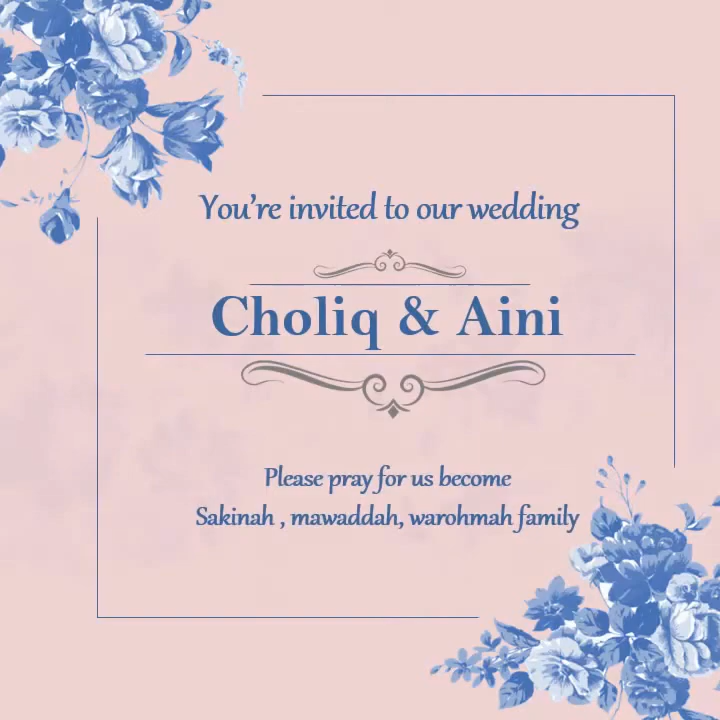 You’re invited to our wedding
Choliq & Aini
Please pray for us become
Sakinah , mawaddah, warohmah family